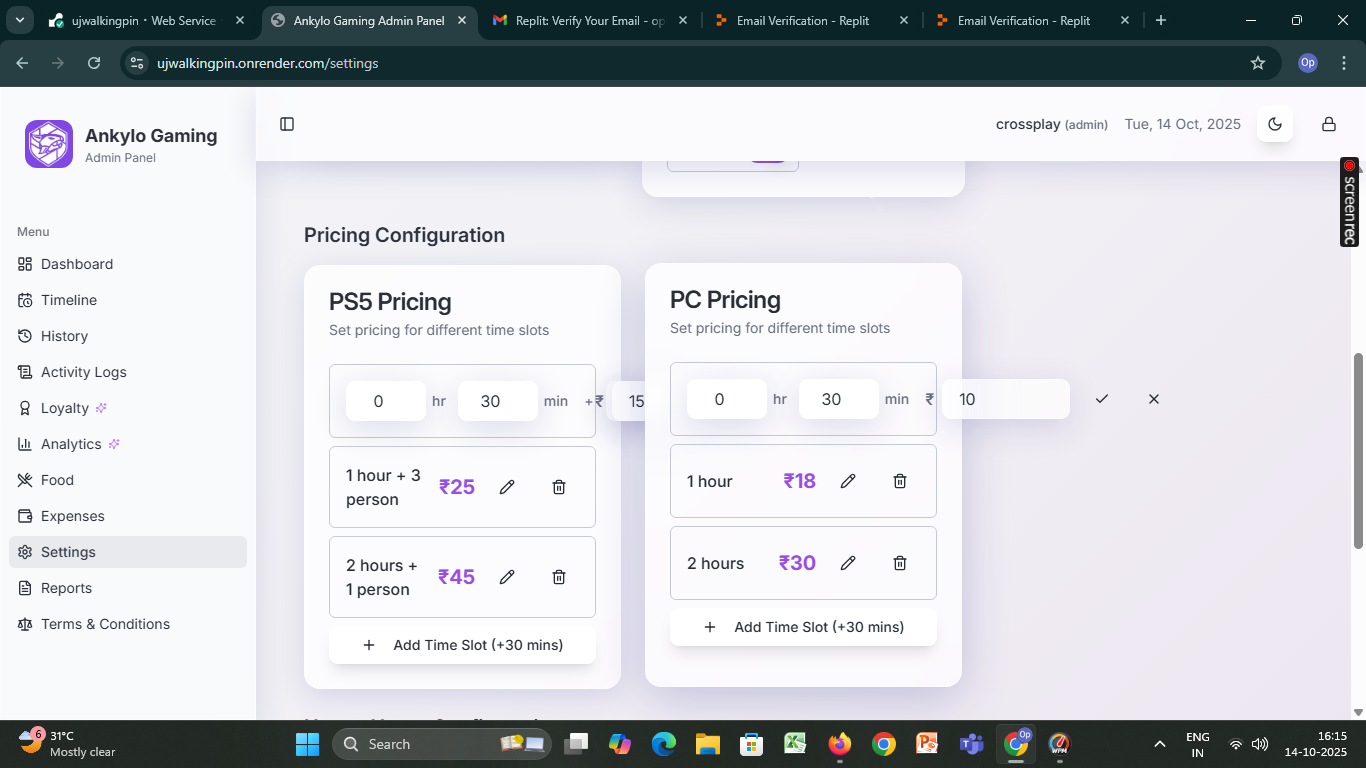 ujwalkingpin • Web Service
Ankylo Gaming Admin Panel
Replit: Verify Your Email - op
Email Verification - Replit
Email Verification - Replit
ujwalkingpin.onrender.com/settings
Op
Ankylo Gaming
Admin Panel
crossplay (admin)
Tue, 14 Oct, 2025
screenrec
Menu
Dashboard
Timeline
History
Activity Logs
Loyalty
Analytics
Food
Expenses
Settings
Reports
Terms & Conditions
Pricing Configuration
PS5 Pricing
Set pricing for different time slots
0 hr 30 min +₹ 15
1 hour + 3 person ₹25
2 hours + 1 person ₹45
+ Add Time Slot (+30 mins)
PC Pricing
Set pricing for different time slots
0 hr 30 min ₹ 10
1 hour ₹18
2 hours ₹30
+ Add Time Slot (+30 mins)
6
31°C
Mostly clear
Search
Op
WPM
ENG
IN
16:15
14-10-2025